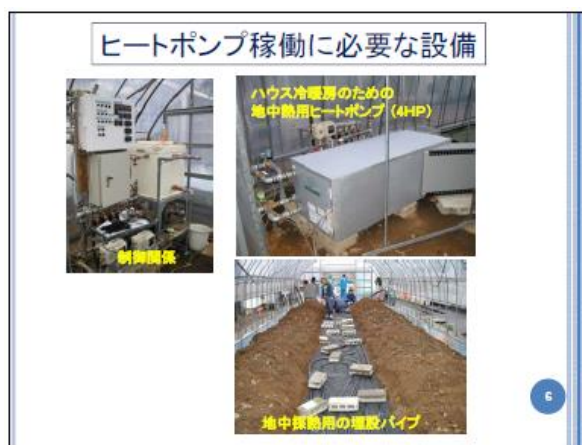 ヒートポンプ稼働に必要な設備
ハウス冷暖房のための
地中熱用ヒートポンプ（4HP）
制御関係
地中採熱用の埋設パイプ